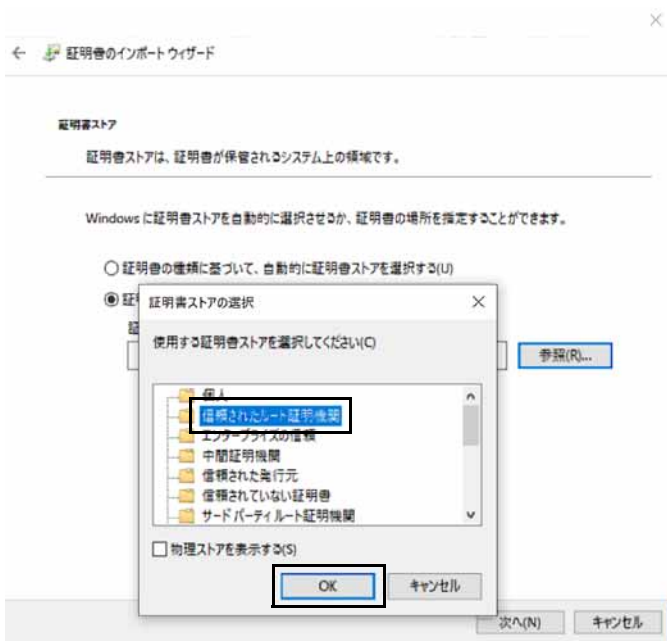 証明書のインポート ウィザード
証明書ストア
証明書ストアは、証明書が保管されるシステム上の領域です。
Windows に証明書ストアを自動的に選択させるか、証明書の場所を指定することができます。
証明書の種類に基づいて、自動的に証明書ストアを選択する(U)
証
証
参照(R)...
証明書ストアの選択
使用する証明書ストアを選択してください(C)
個人
信頼されたルート証明機関
エンタープライズの信頼
中間証明機関
信頼された発行元
信頼されていない証明書
サード パーティ ルート証明機関
物理ストアを表示する(S)
OK キャンセル
次へ(N) キャンセル